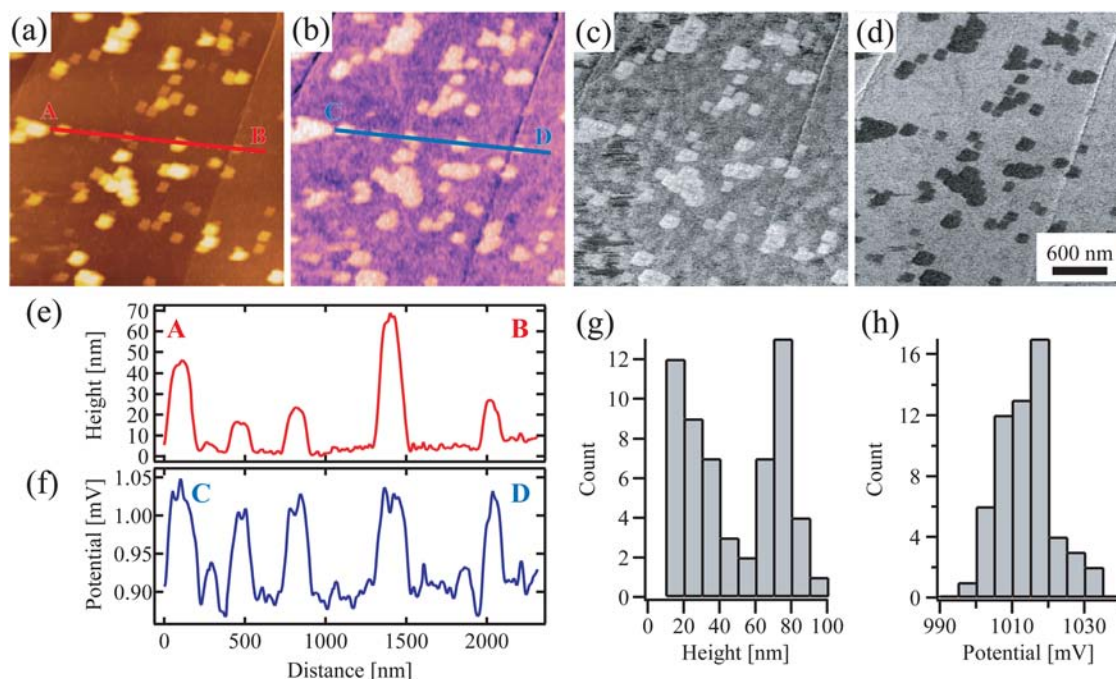 (a)
A
B
(b)
C
D
(c)
(d)
600 nm
(e)
Height [nm]
70
60
50
40
30
20
10
0
A
B
(f)
Potential [mV]
1.05
1.00
0.95
0.90
C
D
0 500 1000 1500 2000
Distance [nm]
(g)
Count
12
10
8
6
4
2
0
0 20 40 60 80 100
Height [nm]
(h)
Count
16
12
8
4
0
990 1010 1030
Potential [mV]